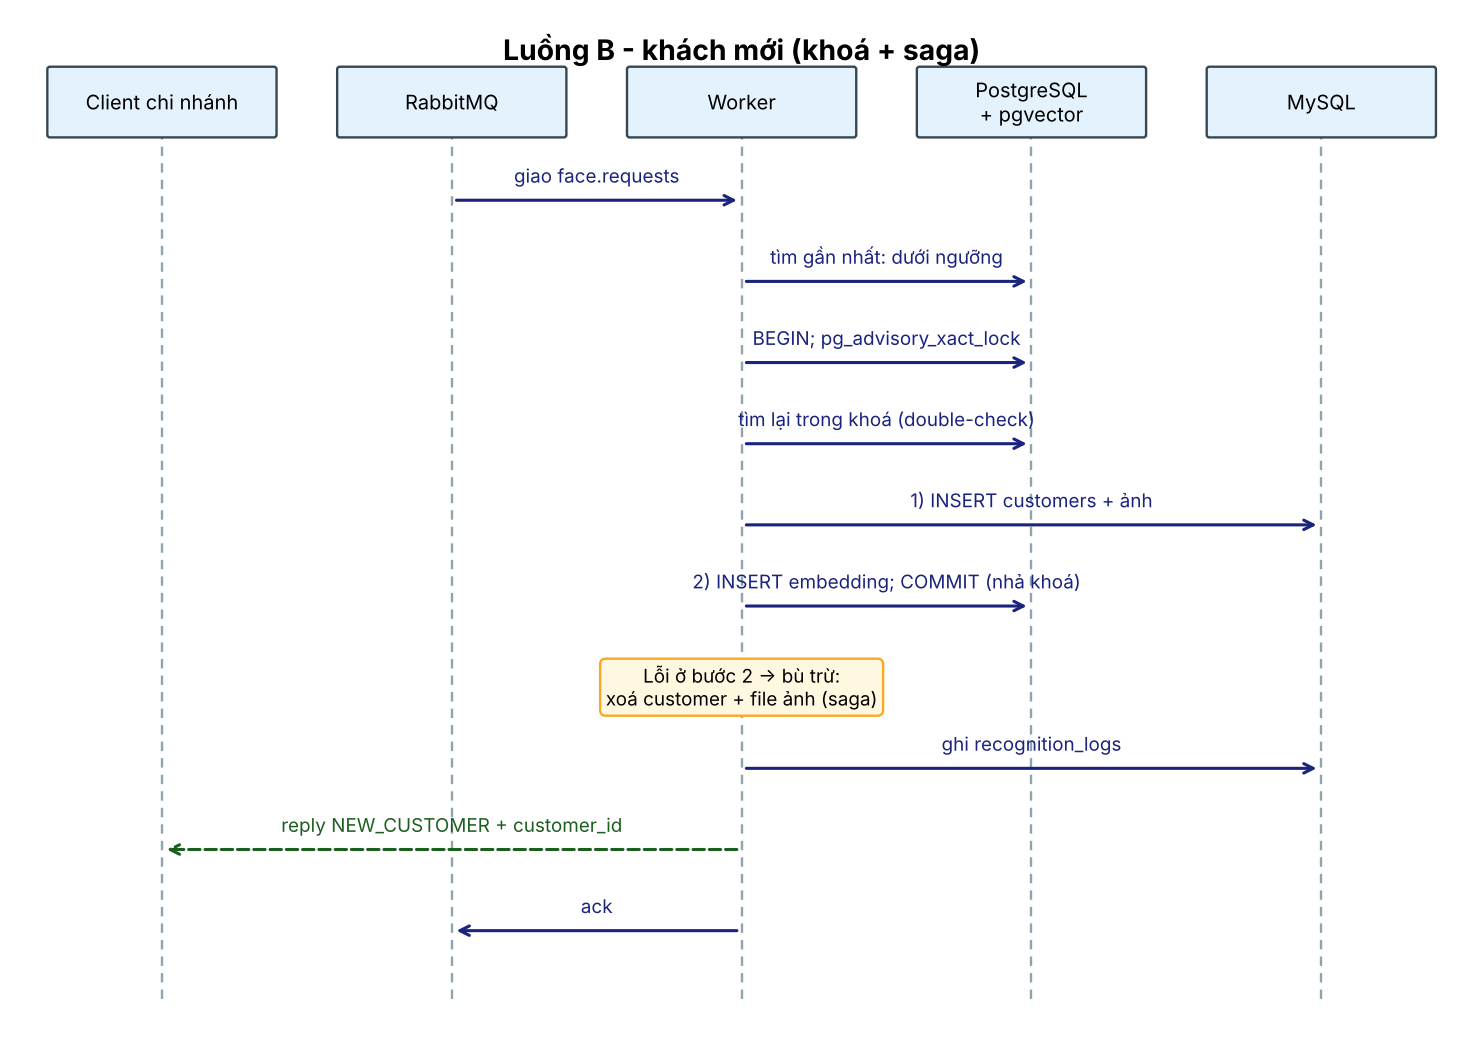 Luồng B - khách mới (khoá + saga)
Client chi nhánh
RabbitMQ
Worker
PostgreSQL
+ pgvector
MySQL
giao face.requests
tìm gần nhất: dưới ngưỡng
BEGIN; pg_advisory_xact_lock
tìm lại trong khoá (double-check)
1) INSERT customers + ảnh
2) INSERT embedding; COMMIT (nhả khoá)
Lỗi ở bước 2 → bù trừ:
xoá customer + file ảnh (saga)
ghi recognition_logs
reply NEW_CUSTOMER + customer_id
ack